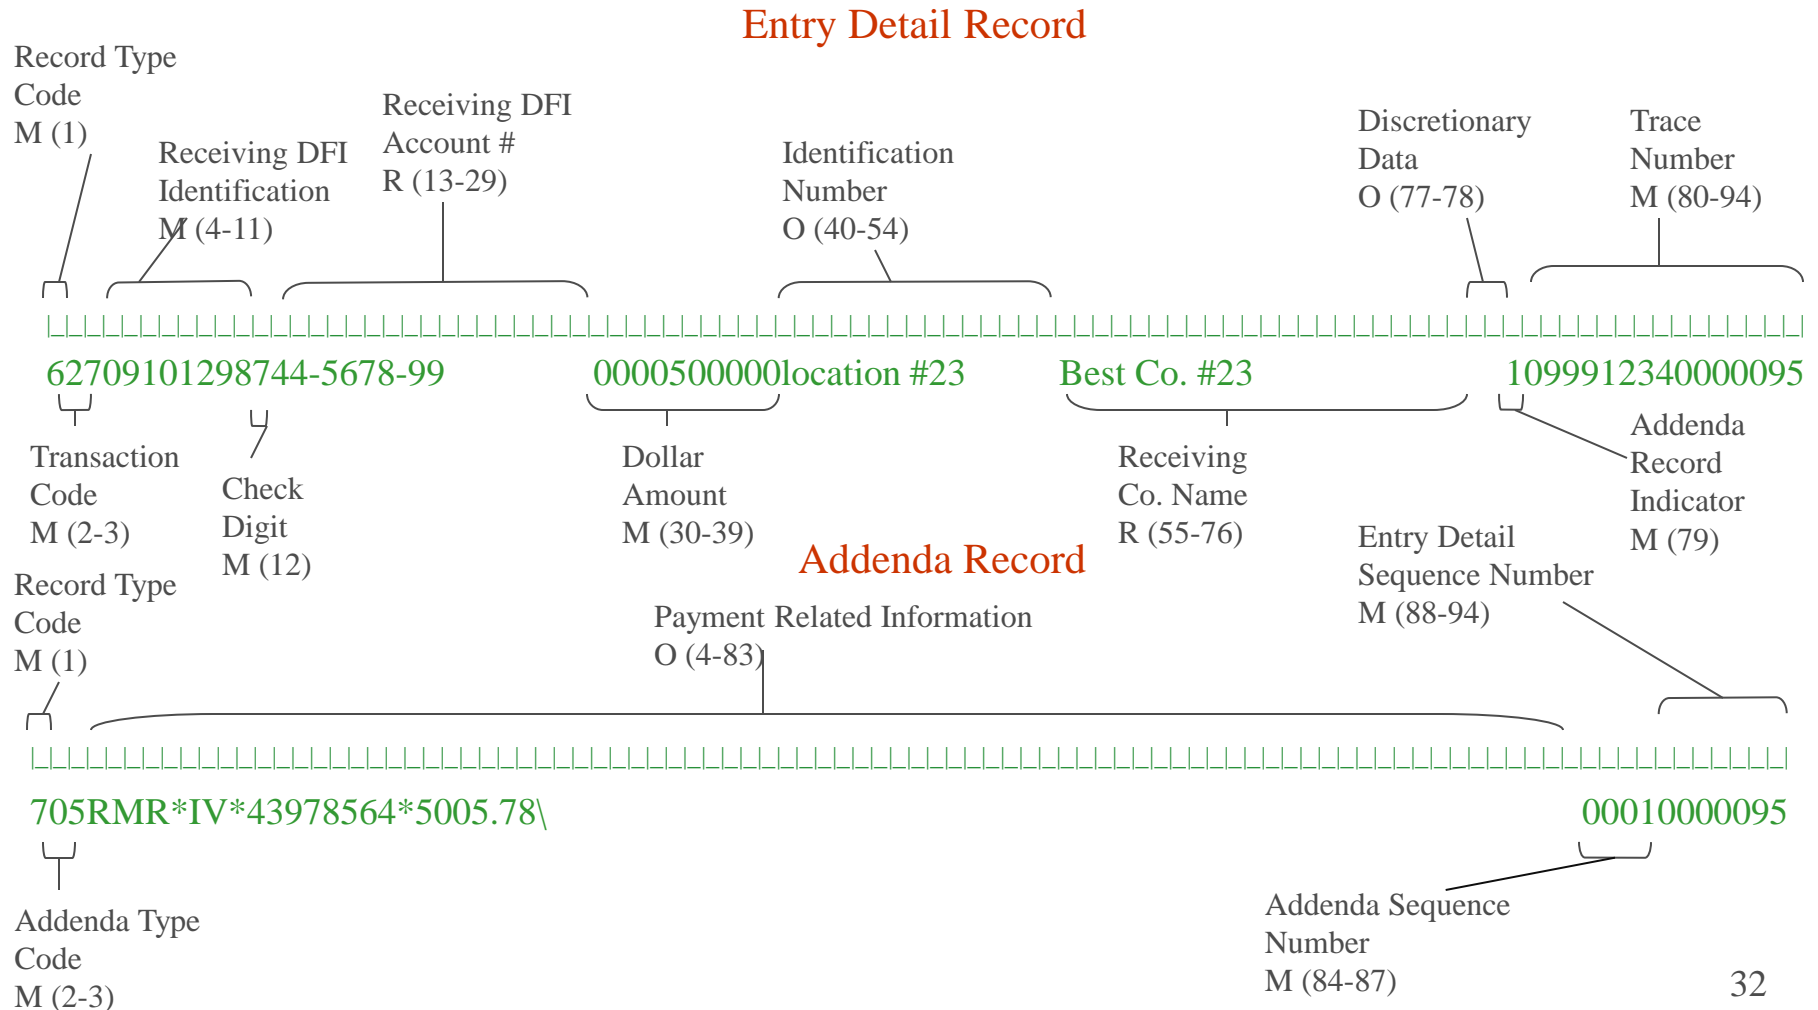 Entry Detail Record
Record Type
Code
M (1)
Receiving DFI
Identification
M (4-11)
Receiving DFI
Account #
R (13-29)
Identification
Number
O (40-54)
Discretionary
Data
O (77-78)
Trace
Number
M (80-94)
62709101298744-5678-99 0000500000location #23 Best Co. #23 1099912340000095
Transaction
Code
M (2-3)
Check
Digit
M (12)
Dollar
Amount
M (30-39)
Receiving
Co. Name
R (55-76)
Addenda
Record
Indicator
M (79)
Addenda Record
Record Type
Code
M (1)
Payment Related Information
O (4-83)
Entry Detail
Sequence Number
M (88-94)
705RMR*IV*43978564*5005.78\ 00010000095
Addenda Type
Code
M (2-3)
Addenda Sequence
Number
M (84-87)
32